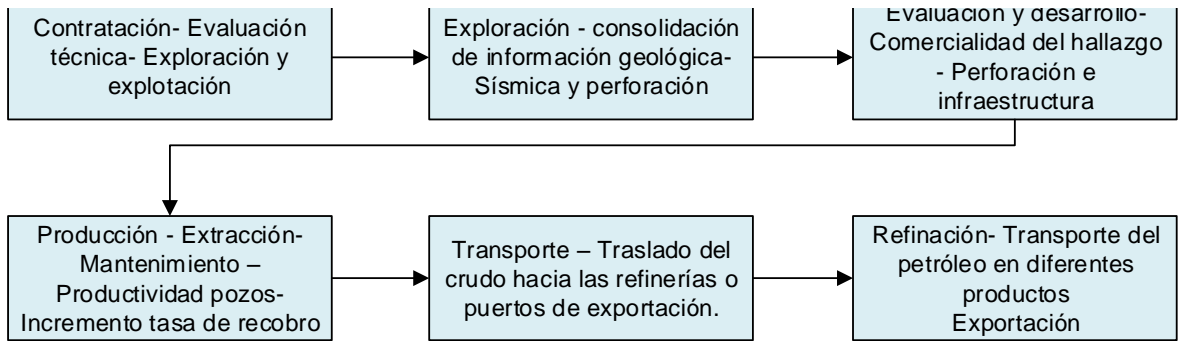 Contratación- Evaluación
técnica- Exploración y
explotación
Exploración - consolidación
de información geológica-
Sísmica y perforación
Evaluación y desarrollo-
Comercialidad del hallazgo
- Perforación e
infraestructura
Producción - Extracción-
Mantenimiento –
Productividad pozos-
Incremento tasa de recobro
Transporte – Traslado del
crudo hacia las refinerías o
puertos de exportación.
Refinación- Transporte del
petróleo en diferentes
productos
Exportación